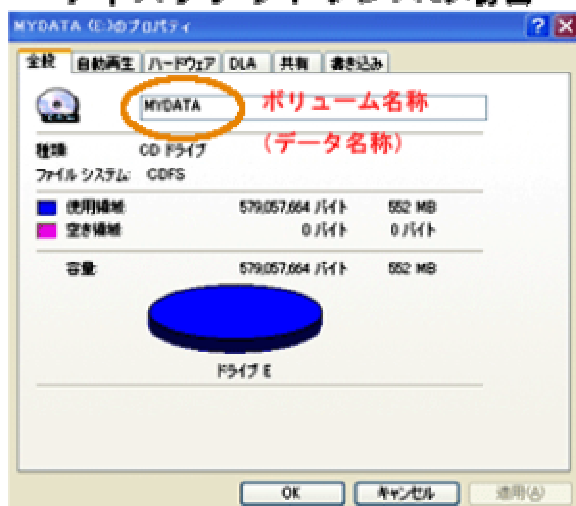 MYDATA (E:)のプロパティ
全般 自動再生 ハードウェア DLA 共有 書き込み
MYDATA ボリューム名称
(データ名称)
種類 CD ドライブ
ファイル システム: CDFS
使用領域 579,057,664 バイト 552 MB
空き領域 0 バイト 0 バイト
容量 579,057,664 バイト 552 MB
ドライブ E
OK キャンセル 適用(A)